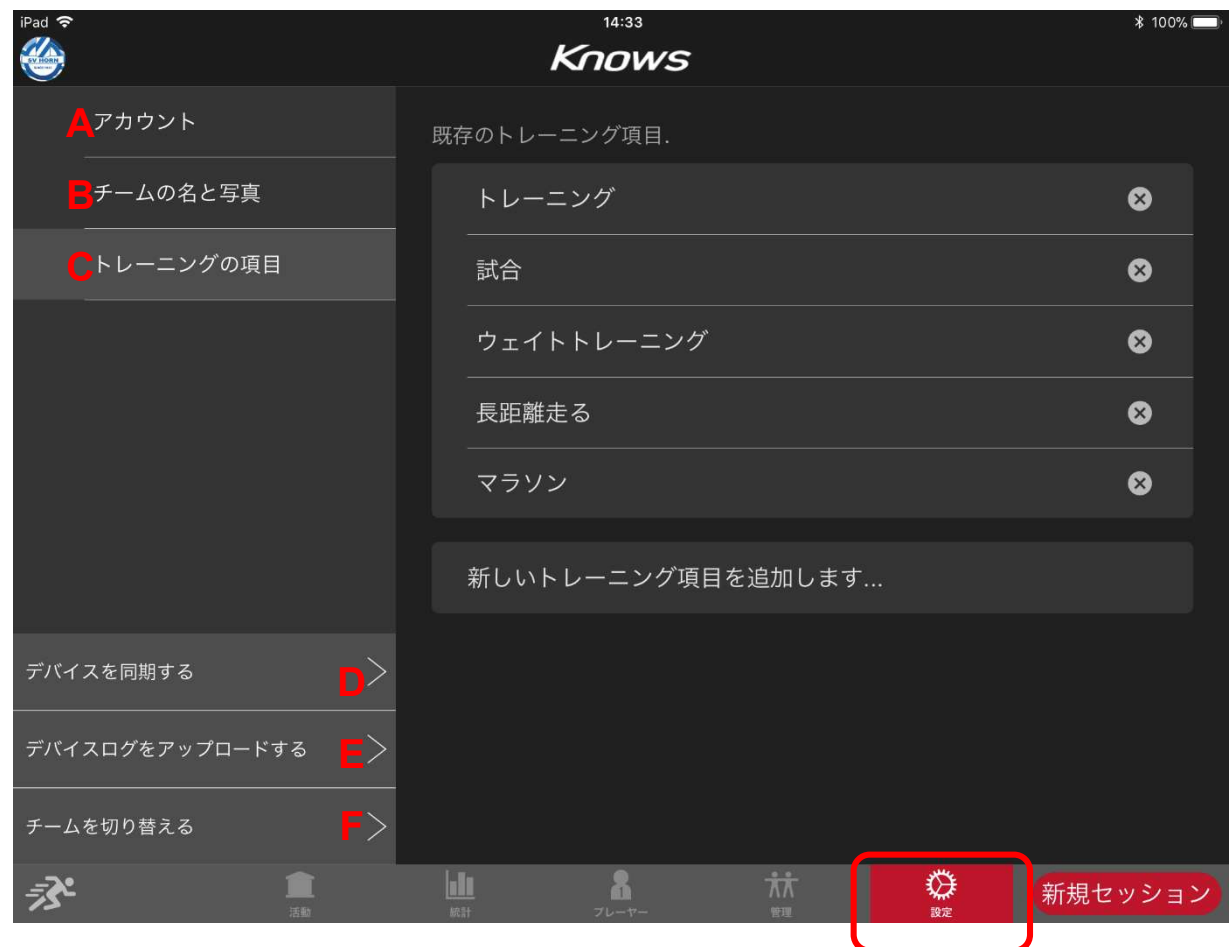 iPad 14:33 100%
SV HORN
Knows
A アカウント
B チームの名と写真
C トレーニングの項目
既存のトレーニング項目.
トレーニング
試合
ウェイトトレーニング
長距離走る
マラソン
新しいトレーニング項目を追加します...
デバイスを同期する D
デバイスログをアップロードする E
チームを切り替える F
活動
統計
プレーヤー
管理
設定
新規セッション